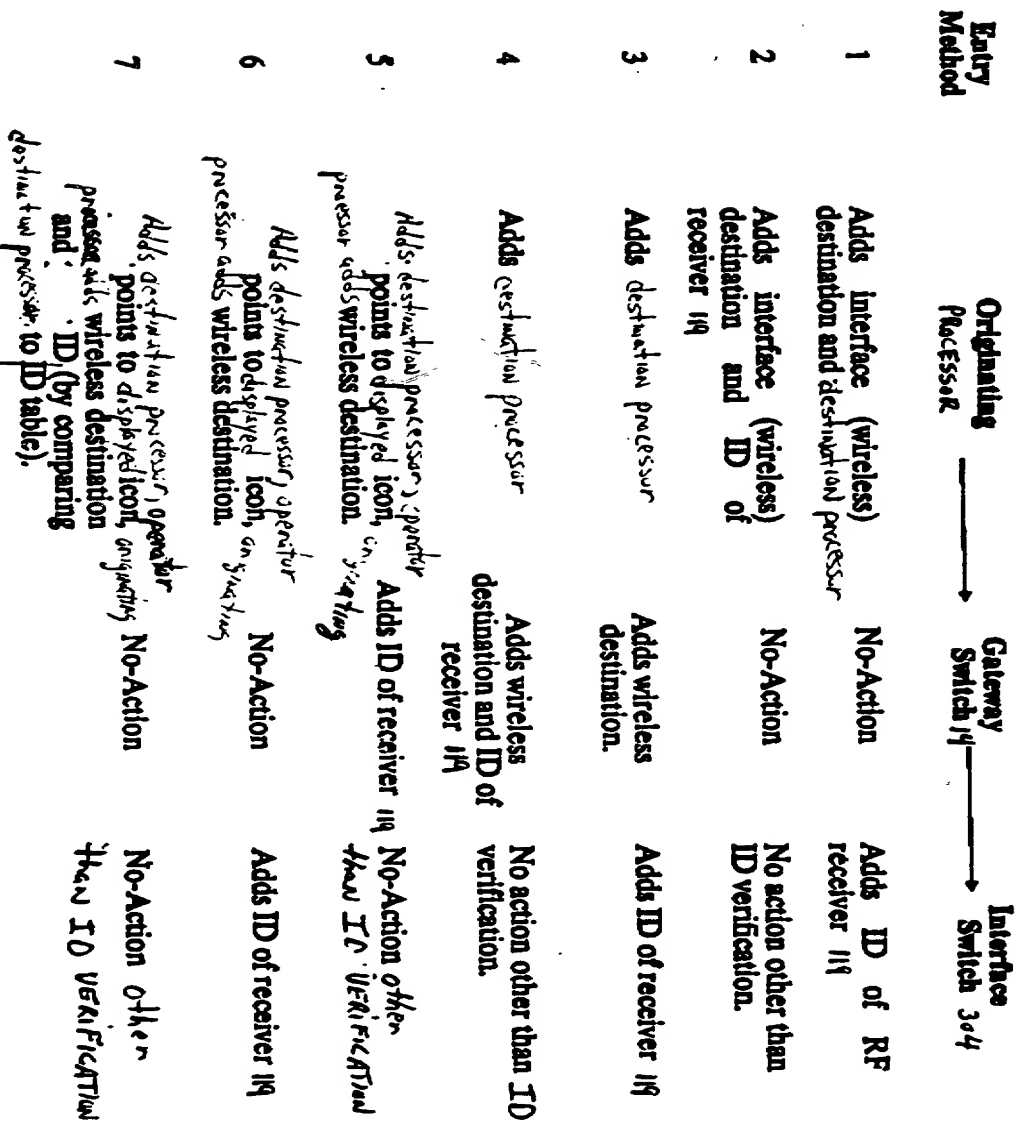 Entry
Method
Originating
PROCESSOR
Gateway
Switch 14
Interface
Switch 304
1
Adds interface (wireless)
destination and destination processor
No-Action
Adds ID of RF
receiver 119
2
Adds interface (wireless)
destination and ID of
receiver 119
No-Action
No action other than
ID verification.
3
Adds destination processor
Adds wireless
destination.
Adds ID of receiver 119
4
Adds destination processor
Adds wireless
destination and ID of
receiver 119
No action other than ID
verification.
5
Adds destination processor, operator
points to displayed icon, originating
processor adds wireless destination.
Adds ID of receiver 119
No-Action other
than ID VERIFICATION
6
Adds destination processor, operator
points to displayed icon, originating
processor adds wireless destination.
No-Action
Adds ID of receiver 119
7
Adds destination processor, operator
points to displayed icon, originating
processor adds wireless destination
and ID (by comparing
destination processor to ID table).
No-Action
No-Action other
than ID VERIFICATION